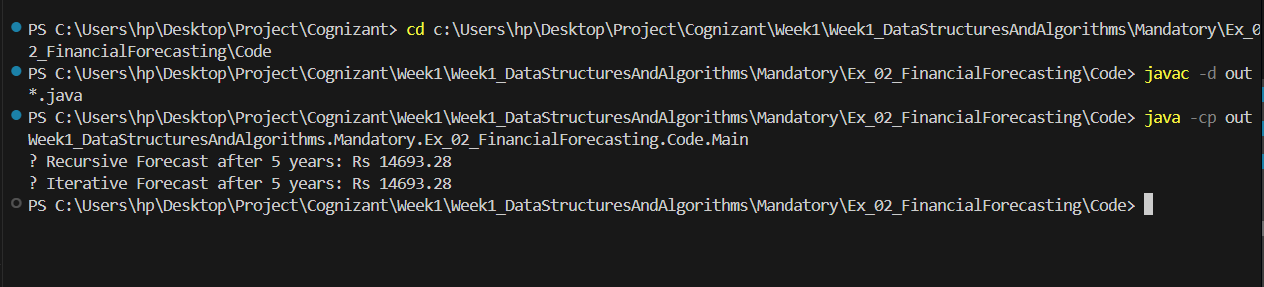 PS C:\Users\hp\Desktop\Project\Cognizant> cd c:\Users\hp\Desktop\Project\Cognizant\Week1\Week1_DataStructuresAndAlgorithms\Mandatory\Ex_0
2_FinancialForecasting\Code
PS C:\Users\hp\Desktop\Project\Cognizant\Week1\Week1_DataStructuresAndAlgorithms\Mandatory\Ex_02_FinancialForecasting\Code> javac -d out
*.java
PS C:\Users\hp\Desktop\Project\Cognizant\Week1\Week1_DataStructuresAndAlgorithms\Mandatory\Ex_02_FinancialForecasting\Code> java -cp out
Week1_DataStructuresAndAlgorithms.Mandatory.Ex_02_FinancialForecasting.Code.Main
? Recursive Forecast after 5 years: Rs 14693.28
? Iterative Forecast after 5 years: Rs 14693.28
PS C:\Users\hp\Desktop\Project\Cognizant\Week1\Week1_DataStructuresAndAlgorithms\Mandatory\Ex_02_FinancialForecasting\Code>